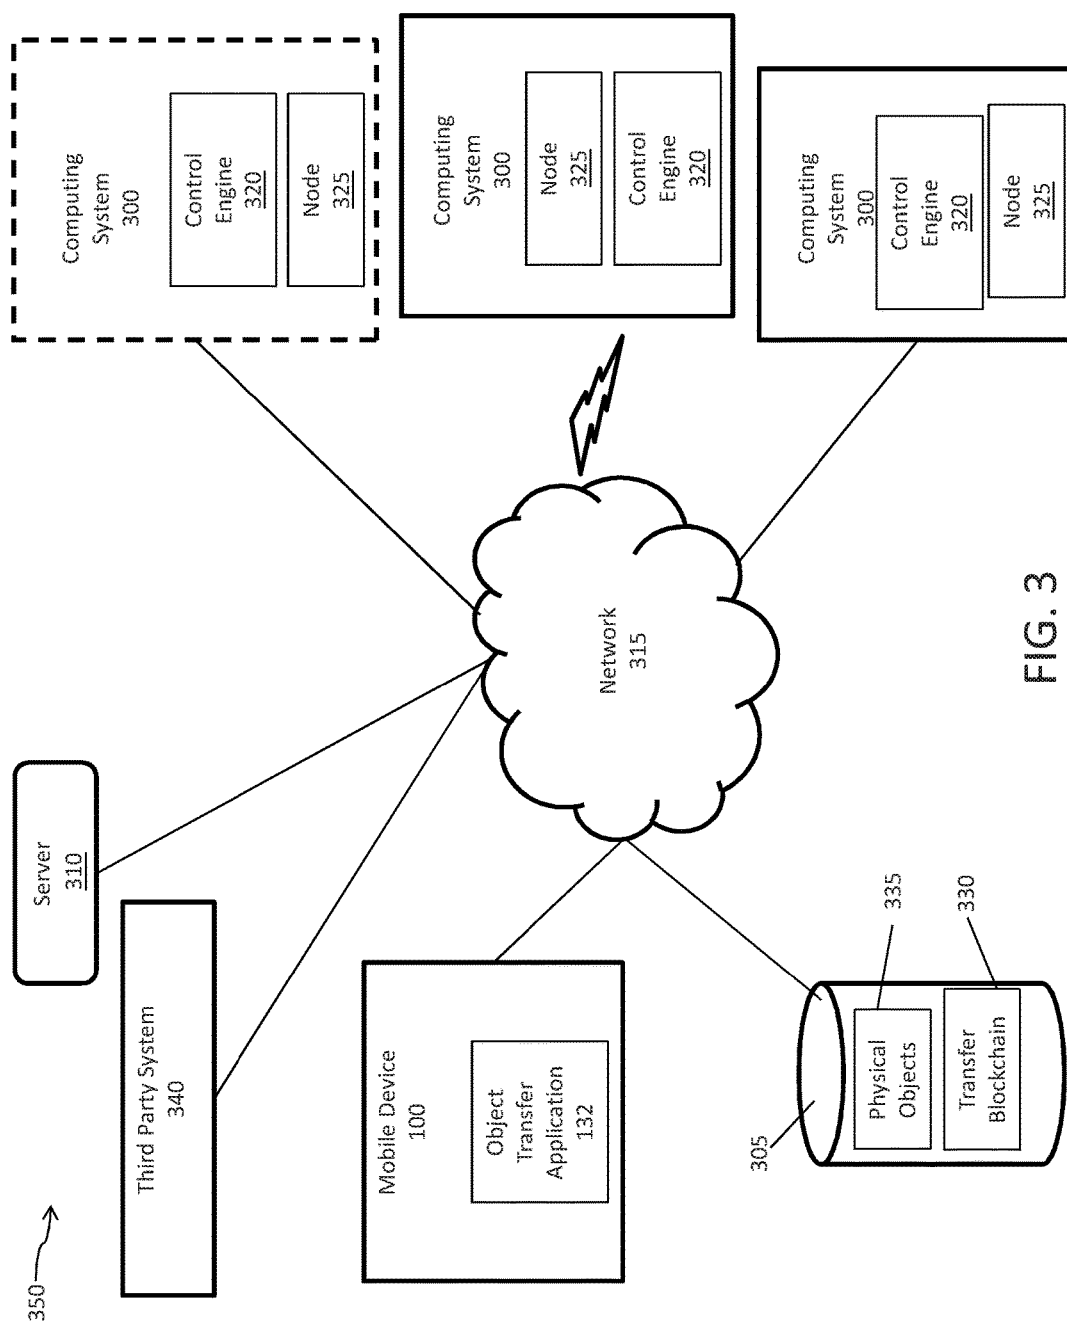 350
Third Party System
340
Server
310
Mobile Device
100
Object
Transfer
Application
132
305
Physical
Objects
Transfer
Blockchain
335
330
Network
315
Computing
System
300
Control
Engine
320
Node
325
Computing
System
300
Node
325
Control
Engine
320
Computing
System
300
Control
Engine
320
Node
325
FIG. 3